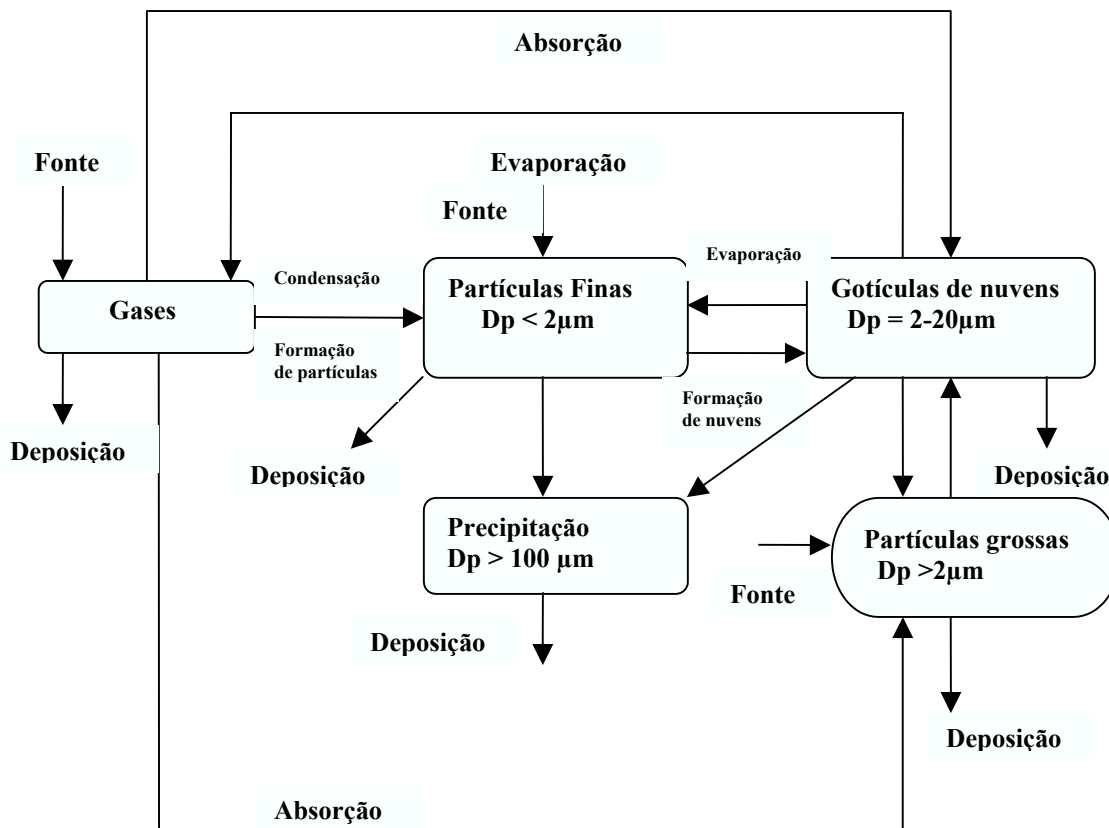 Absorção
Fonte
Evaporação
Fonte
Evaporação
Condensação
Partículas Finas
Dp < 2µm
Gotículas de nuvens
Dp = 2-20µm
Gases
Formação
de partículas
Formação
de nuvens
Deposição
Deposição
Deposição
Precipitação
Dp > 100 µm
Partículas grossas
Dp >2µm
Fonte
Deposição
Deposição
Absorção